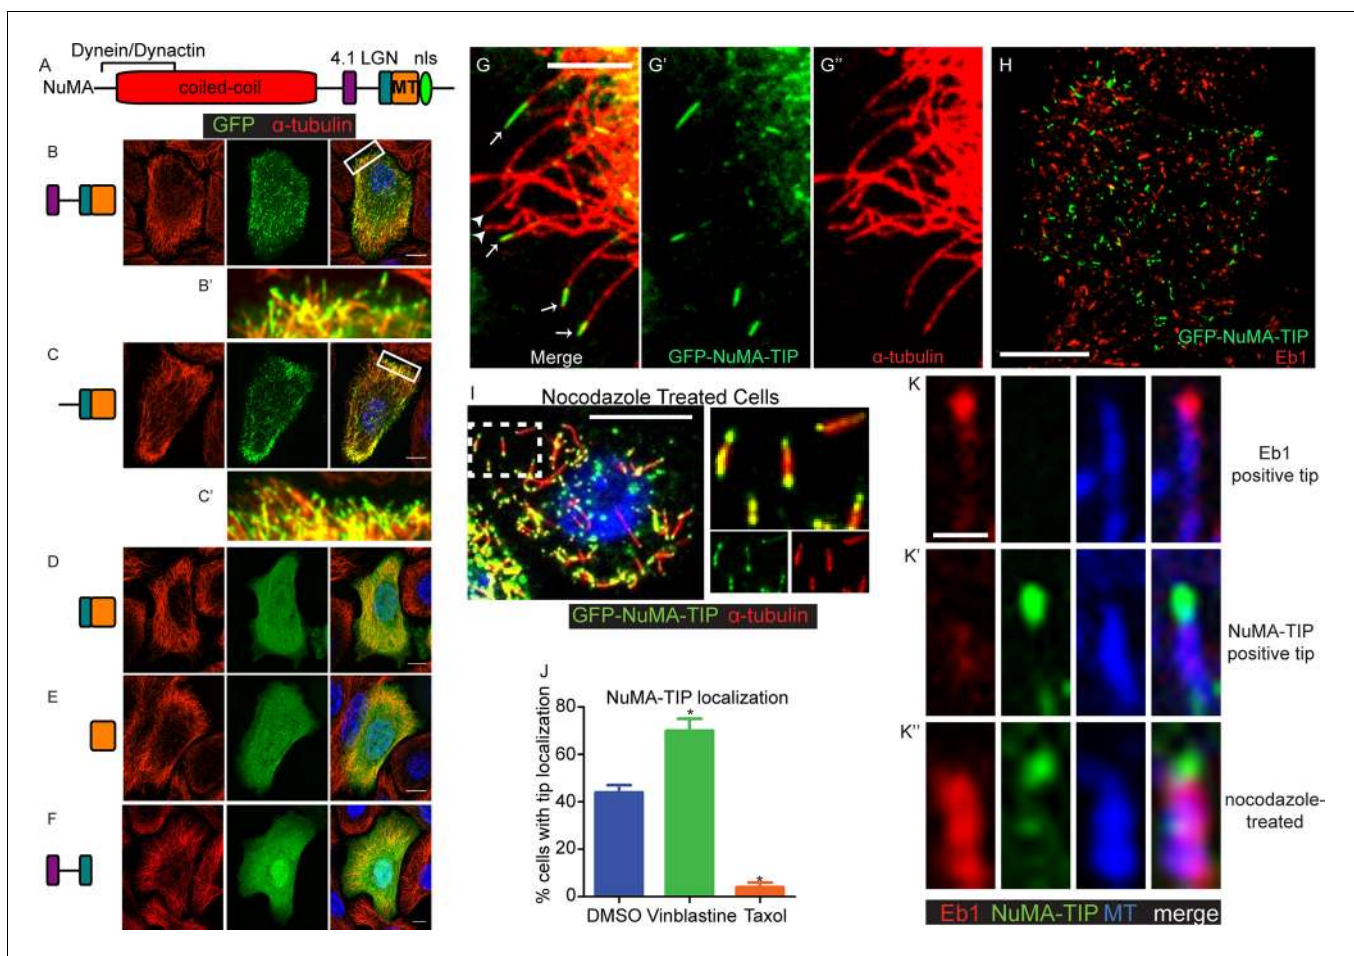 A
Dynein/Dynactin
4.1 LGN nls
NuMA
coiled-coil
MT
GFP α-tubulin
B
B'
C
C'
D
E
F
G
G'
G''
Merge
GFP-NuMA-TIP
α-tubulin
H
GFP-NuMA-TIP
Eb1
I
Nocodazole Treated Cells
GFP-NuMA-TIP α-tubulin
J
NuMA-TIP localization
% cells with tip localization
80
60
40
20
0
*
*
DMSO Vinblastine Taxol
K
Eb1
positive tip
K'
NuMA-TIP
positive tip
K''
nocodazole-
treated
Eb1 NuMA-TIP MT merge